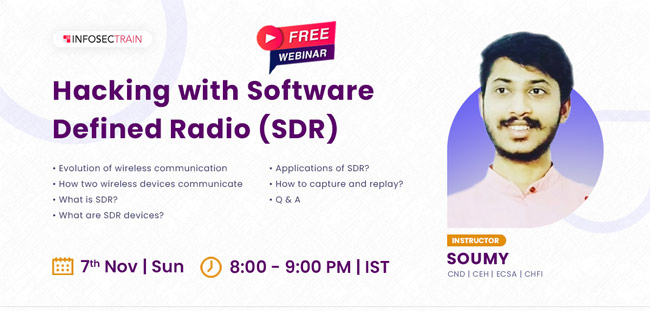 INFOSECTRAIN
FREE
WEBINAR
Hacking with Software
Defined Radio (SDR)
• Evolution of wireless communication
• How two wireless devices communicate
• What is SDR?
• What are SDR devices?
• Applications of SDR?
• How to capture and replay?
• Q & A
7th Nov | Sun
8:00 - 9:00 PM | IST
INSTRUCTOR
SOUMY
CND | CEH | ECSA | CHFI